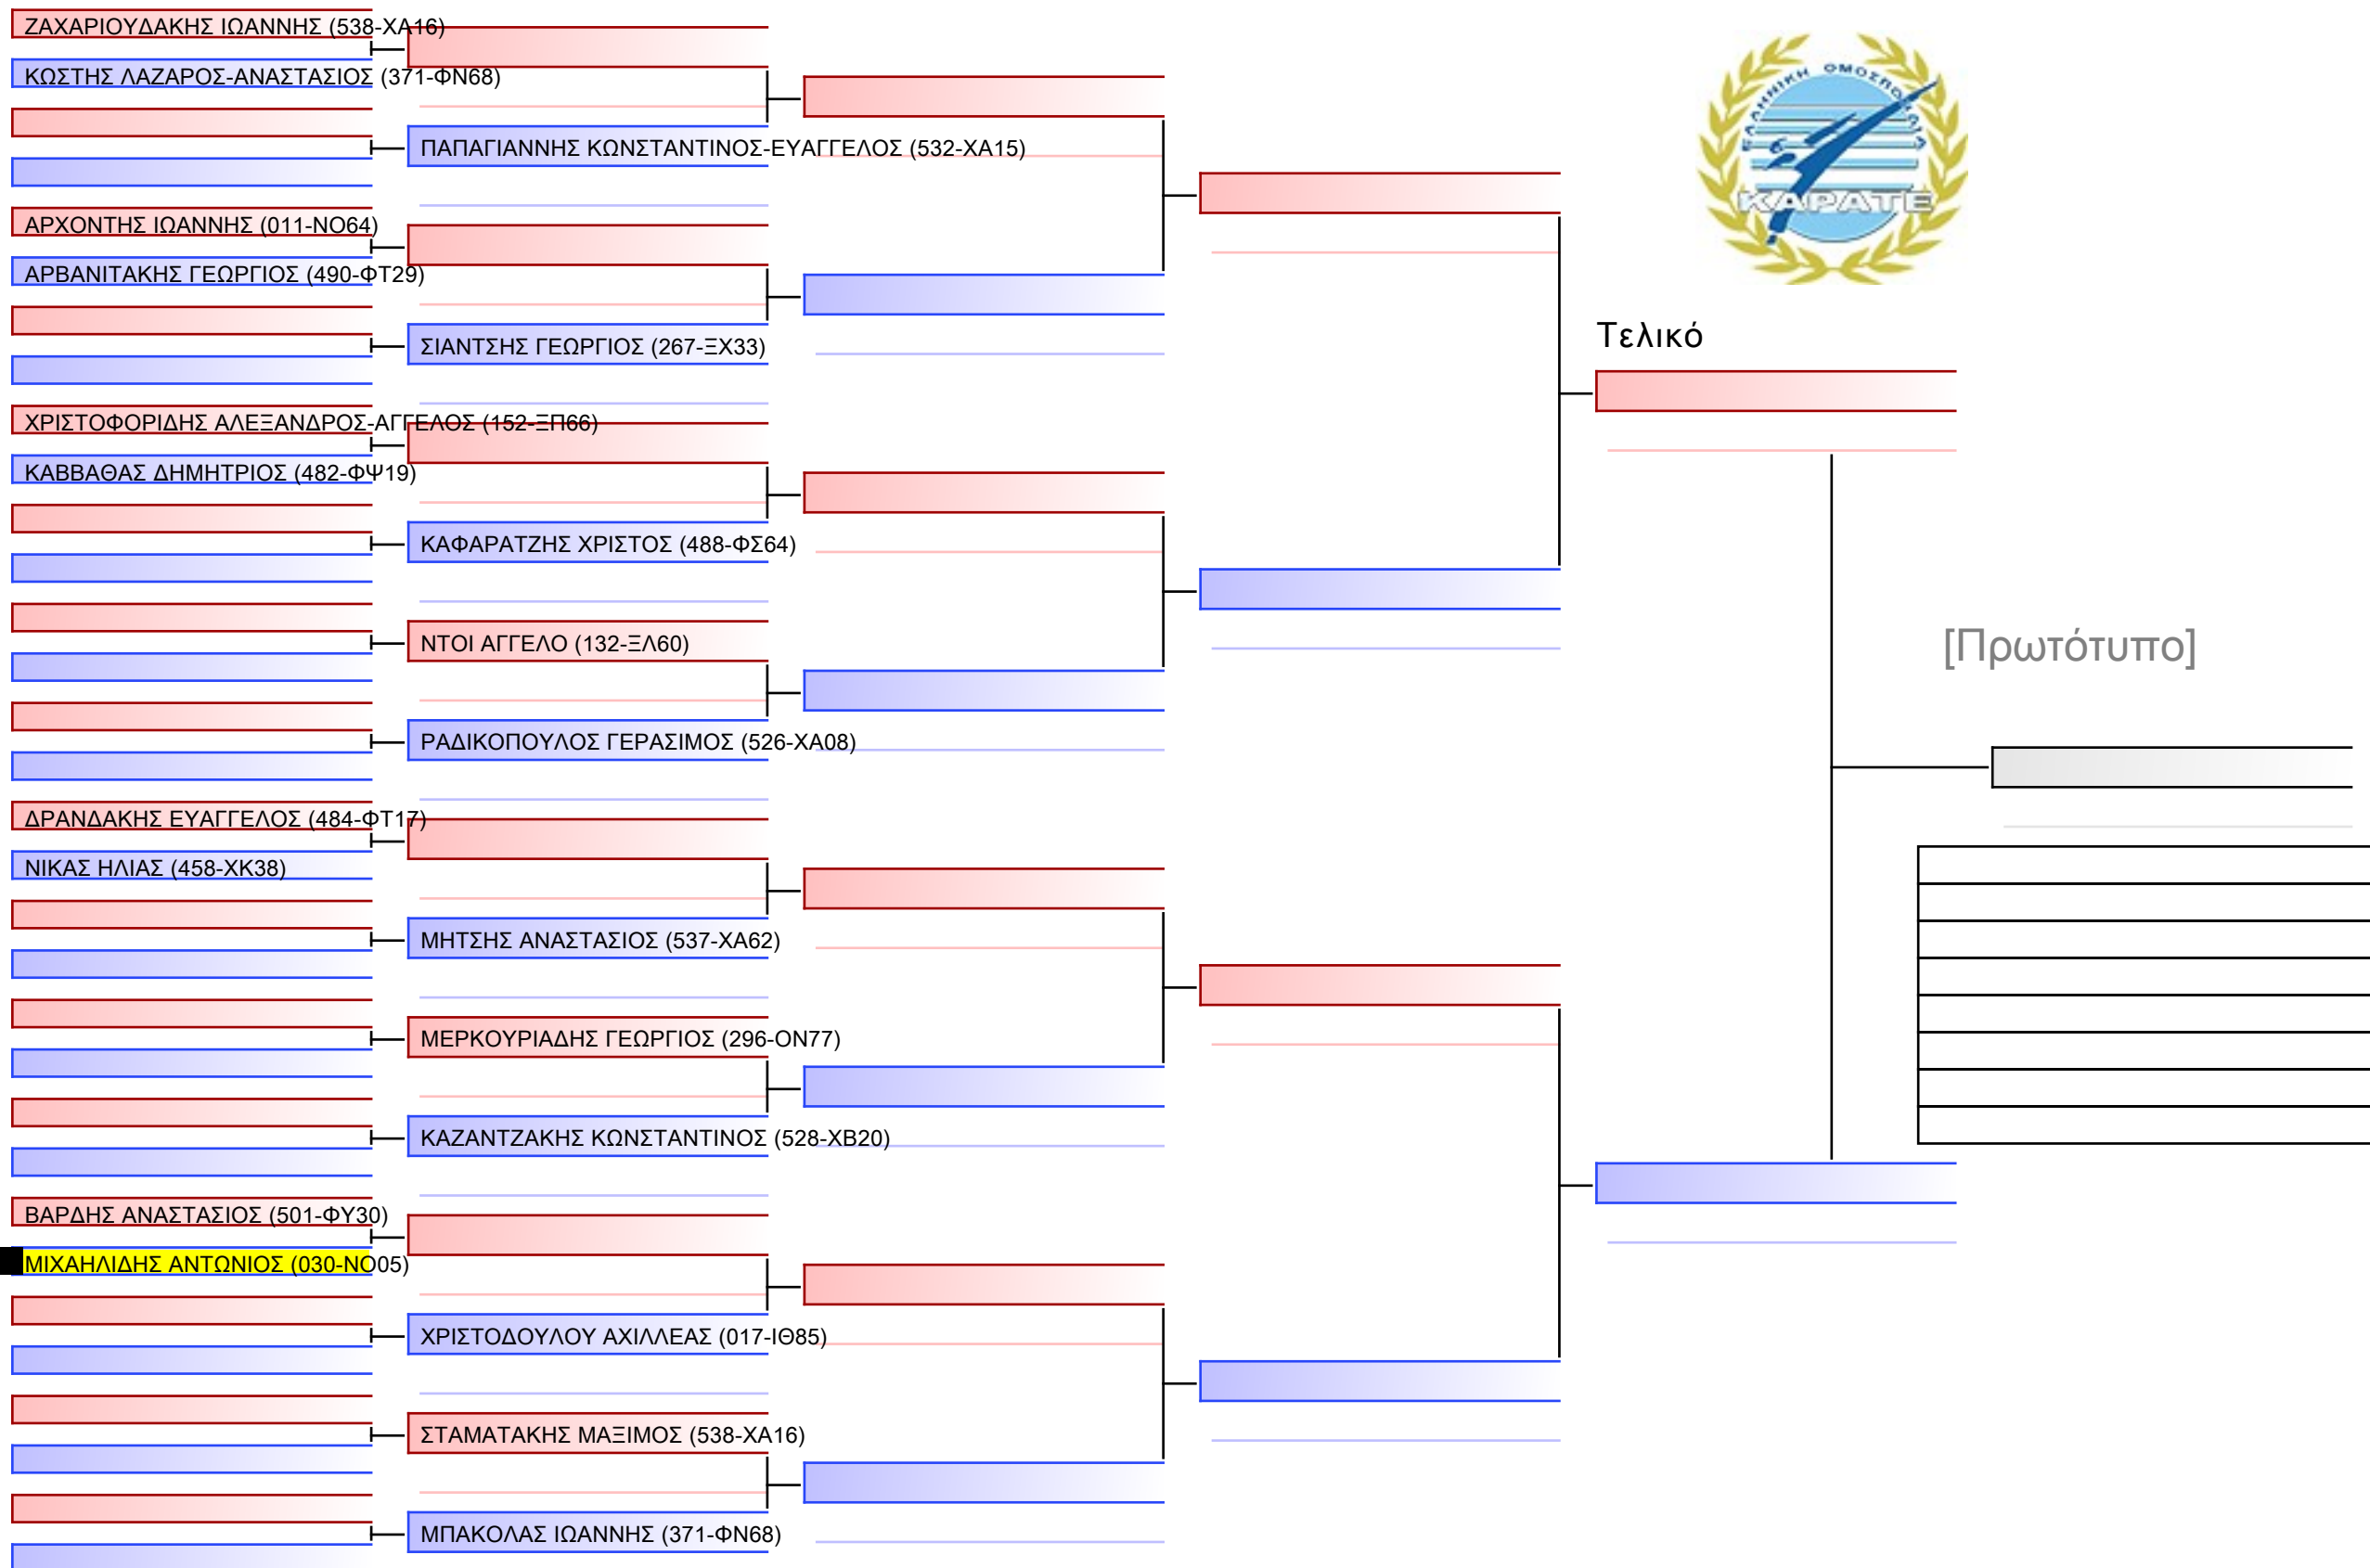 ΖΑΧΑΡΙΟΥΔΑΚΗΣ ΙΩΑΝΝΗΣ (538-ΧΑ16)
ΚΩΣΤΗΣ ΛΑΖΑΡΟΣ-ΑΝΑΣΤΑΣΙΟΣ (371-ΦΝ68)
ΠΑΠΑΓΙΑΝΝΗΣ ΚΩΝΣΤΑΝΤΙΝΟΣ-ΕΥΑΓΓΕΛΟΣ (532-ΧΑ15)
ΑΡΧΟΝΤΗΣ ΙΩΑΝΝΗΣ (011-ΝΟ64)
ΑΡΒΑΝΙΤΑΚΗΣ ΓΕΩΡΓΙΟΣ (490-ΦΤ29)
ΣΙΑΝΤΣΗΣ ΓΕΩΡΓΙΟΣ (267-ΞΧ33)
ΧΡΙΣΤΟΦΟΡΙΔΗΣ ΑΛΕΞΑΝΔΡΟΣ-ΑΓΓΕΛΟΣ (152-ΞΠ66)
ΚΑΒΒΑΘΑΣ ΔΗΜΗΤΡΙΟΣ (482-ΦΨ19)
ΚΑΦΑΡΑΤΖΗΣ ΧΡΙΣΤΟΣ (488-ΦΣ64)
ΝΤΟΙ ΑΓΓΕΛΟ (132-ΞΛ60)
ΡΑΔΙΚΟΠΟΥΛΟΣ ΓΕΡΑΣΙΜΟΣ (526-ΧΑ08)
ΔΡΑΝΔΑΚΗΣ ΕΥΑΓΓΕΛΟΣ (484-ΦΤ17)
ΝΙΚΑΣ ΗΛΙΑΣ (458-ΧΚ38)
ΜΗΤΣΗΣ ΑΝΑΣΤΑΣΙΟΣ (537-ΧΑ62)
ΜΕΡΚΟΥΡΙΑΔΗΣ ΓΕΩΡΓΙΟΣ (296-ΟΝ77)
ΚΑΖΑΝΤΖΑΚΗΣ ΚΩΝΣΤΑΝΤΙΝΟΣ (528-ΧΒ20)
ΒΑΡΔΗΣ ΑΝΑΣΤΑΣΙΟΣ (501-ΦΥ30)
ΜΙΧΑΗΛΙΔΗΣ ΑΝΤΩΝΙΟΣ (030-ΝΟ05)
ΧΡΙΣΤΟΔΟΥΛΟΥ ΑΧΙΛΛΕΑΣ (017-ΙΘ85)
ΣΤΑΜΑΤΑΚΗΣ ΜΑΞΙΜΟΣ (538-ΧΑ16)
ΜΠΑΚΟΛΑΣ ΙΩΑΝΝΗΣ (371-ΦΝ68)
ΕΛΛΗΝΙΚΗ ΟΜΟΣΠΟΝΔΙΑ
ΚΑΡΑΤΕ
Τελικό
[Πρωτότυπο]